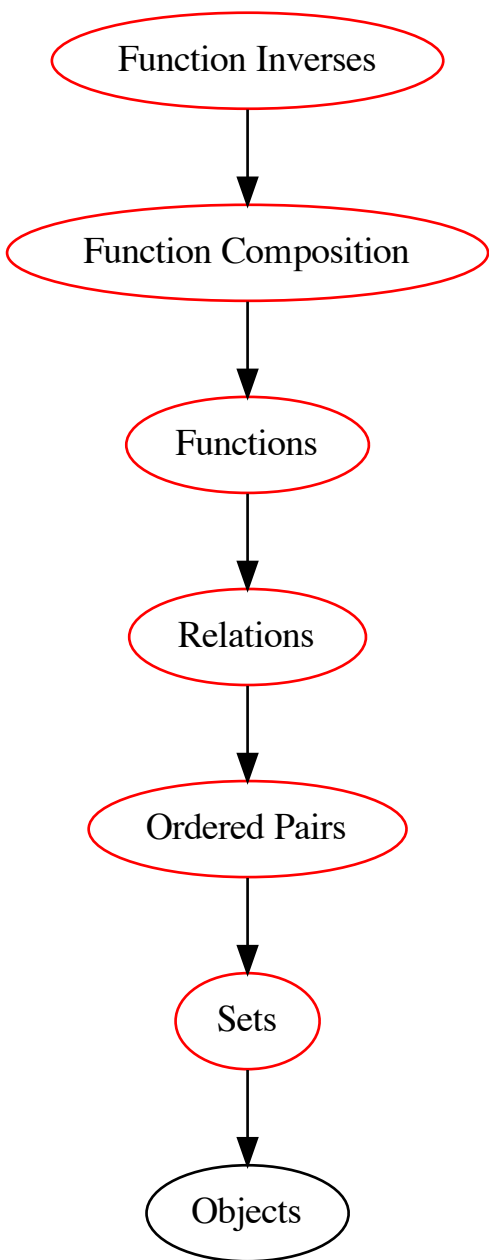 Function Inverses
Function Composition
Functions
Relations
Ordered Pairs
Sets
Objects